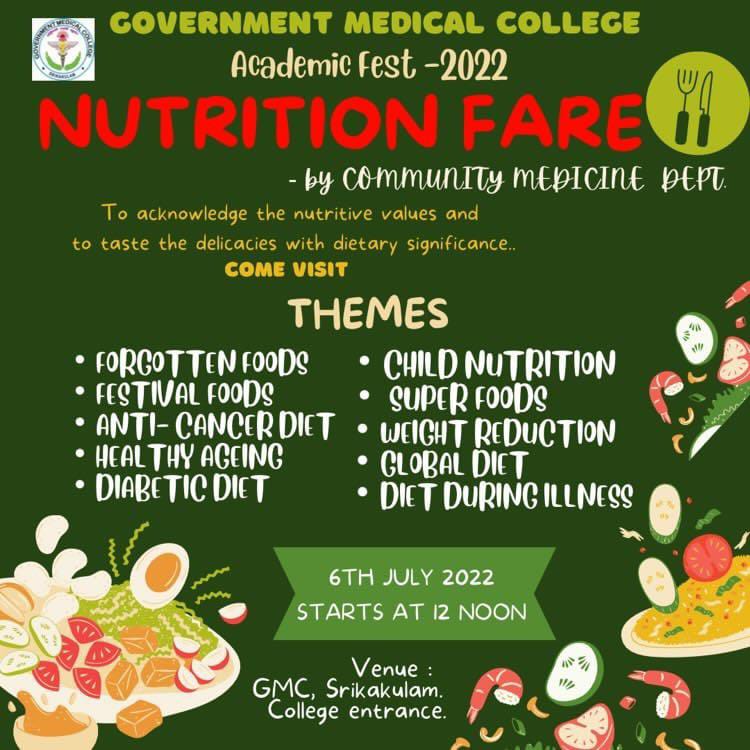 GOVERNMENT MEDICAL COLLEGE
SRIKAKULAM
GOVERNMENT MEDICAL COLLEGE
Academic Fest -2022
NUTRITION FARE
- by COMMUNITY MEDICINE DEPT.
To acknowledge the nutritive values and
to taste the delicacies with dietary significance..
COME VISIT
THEMES
• FORGOTTEN FOODS
• FESTIVAL FOODS
• ANTI- CANCER DIET
• HEALTHY AGEING
• DIABETIC DIET
• CHILD NUTRITION
• SUPER FOODS
• WEIGHT REDUCTION
• GLOBAL DIET
• DIET DURING ILLNESS
6TH JULY 2022
STARTS AT 12 NOON
Venue :
GMC, Srikakulam.
College entrance.